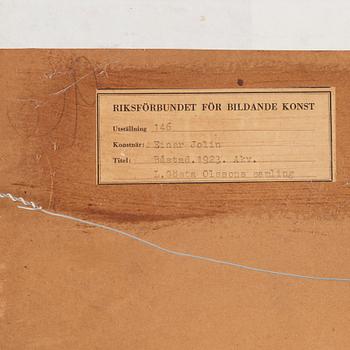 RIKSFÖRBUNDET FÖR BILDANDE KONST
Utställning 146
Konstnär: Einar Jolin
Titel: Båstad.1923. Akv.
L.Gösta Olssons samling